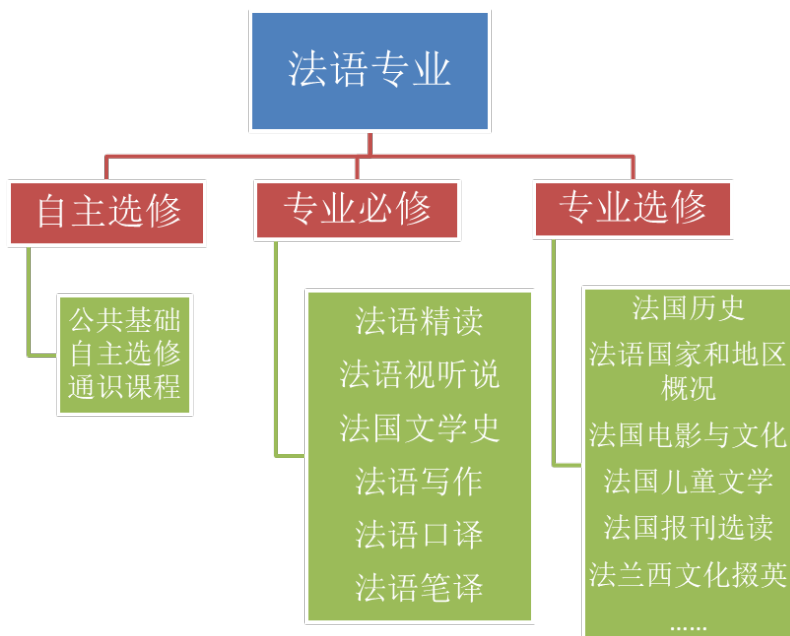 法语专业
自主选修
专业必修
专业选修
公共基础
自主选修
通识课程
法语精读
法语视听说
法国文学史
法语写作
法语口译
法语笔译
法国历史
法语国家和地区
概况
法国电影与文化
法国儿童文学
法国报刊选读
法兰西文化掇英
……